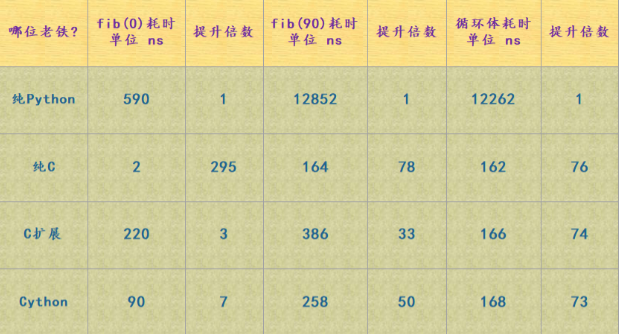 哪位老铁? fib(0)耗时 单位 ns 提升倍数 fib(90)耗时 单位 ns 提升倍数 循环体耗时 单位 ns 提升倍数
纯Python 590 1 12852 1 12262 1
纯C 2 295 164 78 162 76
C扩展 220 3 386 33 166 74
Cython 90 7 258 50 168 73